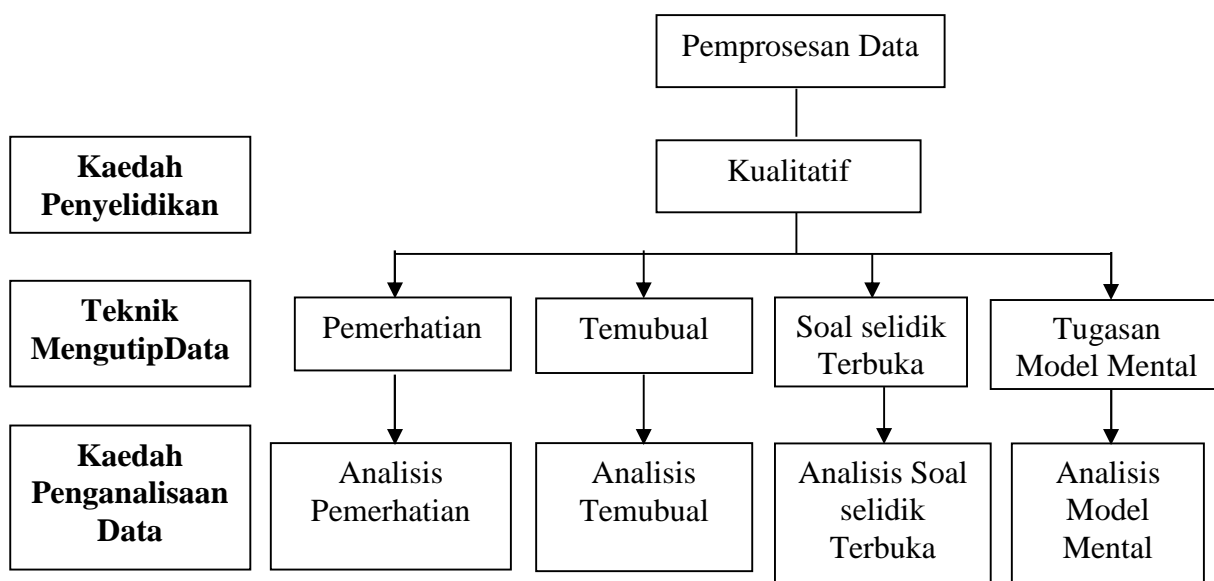 Pemprosesan Data
Kaedah
Penyelidikan
Kualitatif
Teknik
MengutipData
Pemerhatian
Temubual
Soal selidik
Terbuka
Tugasan
Model Mental
Kaedah
Penganalisaan
Data
Analisis
Pemerhatian
Analisis
Temubual
Analisis Soal
selidik
Terbuka
Analisis
Model
Mental